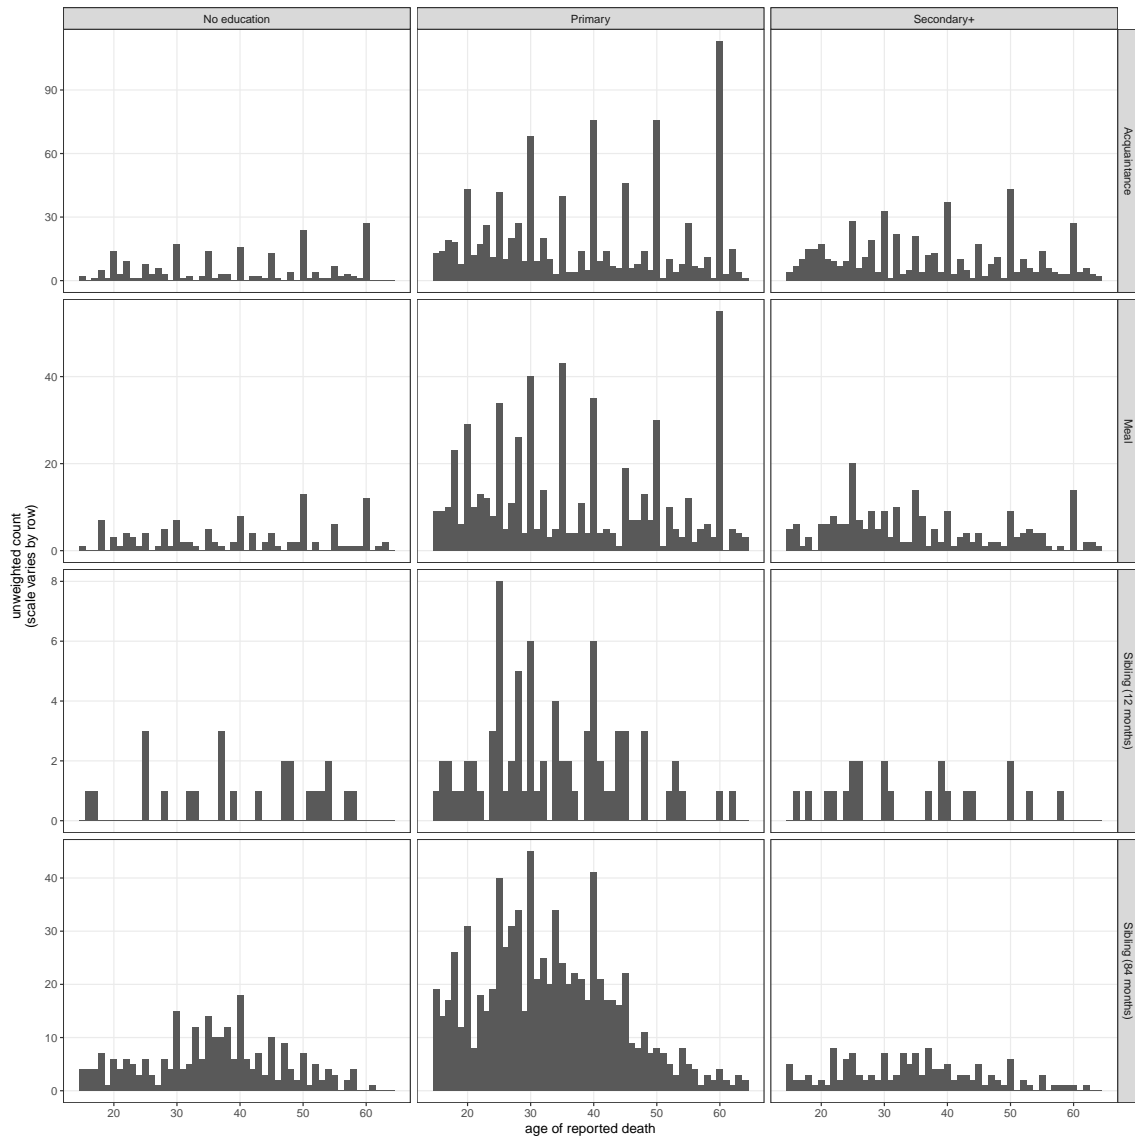 No education
Primary
Secondary+
90
60
30
0
Acquaintance
40
20
0
Meal
8
6
4
2
0
Sibling (12 months)
40
30
20
10
0
Sibling (84 months)
20 30 40 50 60
20 30 40 50 60
20 30 40 50 60
age of reported death
unweighted count
(scale varies by row)